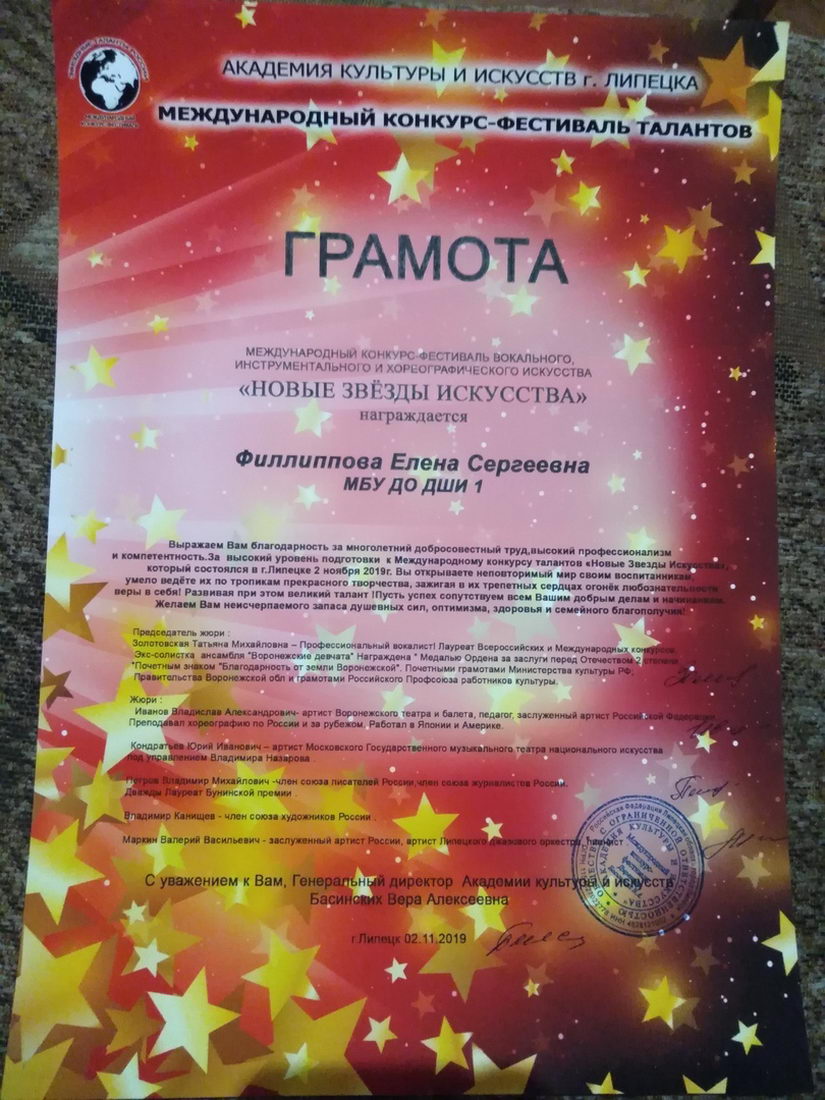 АКАДЕМИЯ КУЛЬТУРЫ И ИСКУССТВ г. ЛИПЕЦКА
МЕЖДУНАРОДНЫЙ КОНКУРС-ФЕСТИВАЛЬ ТАЛАНТОВ
МЕЖДУНАРОДНЫЙ
КОНКУРС-ФЕСТИВАЛЬ
ГРАМОТА
МЕЖДУНАРОДНЫЙ КОНКУРС-ФЕСТИВАЛЬ ВОКАЛЬНОГО,
ИНСТРУМЕНТАЛЬНОГО И ХОРЕОГРАФИЧЕСКОГО ИСКУССТВА
«НОВЫЕ ЗВЁЗДЫ ИСКУССТВА»
награждается
Филлиппова Елена Сергеевна
МБУ ДО ДШИ 1
Выражаем Вам благодарность за многолетний добросовестный труд,высокий профессионализм
и компетентность.За высокий уровень подготовки к Международному конкурсу талантов «Новые Звезды Искусства»,
который состоялся в г.Липецке 2 ноября 2019г. Вы открываете неповторимый мир своим воспитанникам,
умело ведёте их по тропикам прекрасного творчества, зажигая в их трепетных сердцах огонёк любознательности
веры в себя! Развивая при этом великий талант !Пусть успех сопутствуем всем Вашим добрым делам и начинаниям.
Желаем Вам неисчерпаемого запаса душевных сил, оптимизма, здоровья и семейного благополучия!
Председатель жюри :
Золотовская Татьяна Михайловна – Профессиональный вокалист! Лауреат Всероссийских и Международных конкурсов.
Экс-солистка ансамбля "Воронежские девчата" Награждена " Медалью Ордена за заслуги перед Отечеством 2 степени,
"Почетным знаком "Благодарность от земли Воронежской". Почетными грамотами Министерства культуры РФ,
Правительства Воронежской обл и грамотами Российского Профсоюза работников культуры.
Жюри :
Иванов Владислав Александрович- артист Воронежского театра и балета, педагог, заслуженный артист Российской Федерации.
Преподавал хореографию по России и за рубежом, Работал в Японии и Америке.
Кондратьев Юрий Иванович – артист Московского Государственного музыкального театра национального искусства
под управлением Владимира Назарова .
Петров Владимир Михайлович -член союза писателей России,член союза журналистов России.
Дважды Лауреат Бунинской премии .
Владимир Канищев - член союза художников России .
Маркин Валерий Васильевич - заслуженный артист России, артист Липецкого Джазового оркестра, пианист
С уважением к Вам, Генеральный директор Академии культуры и искусств
Басинских Вера Алексеевна
г.Липецк 02.11.2019